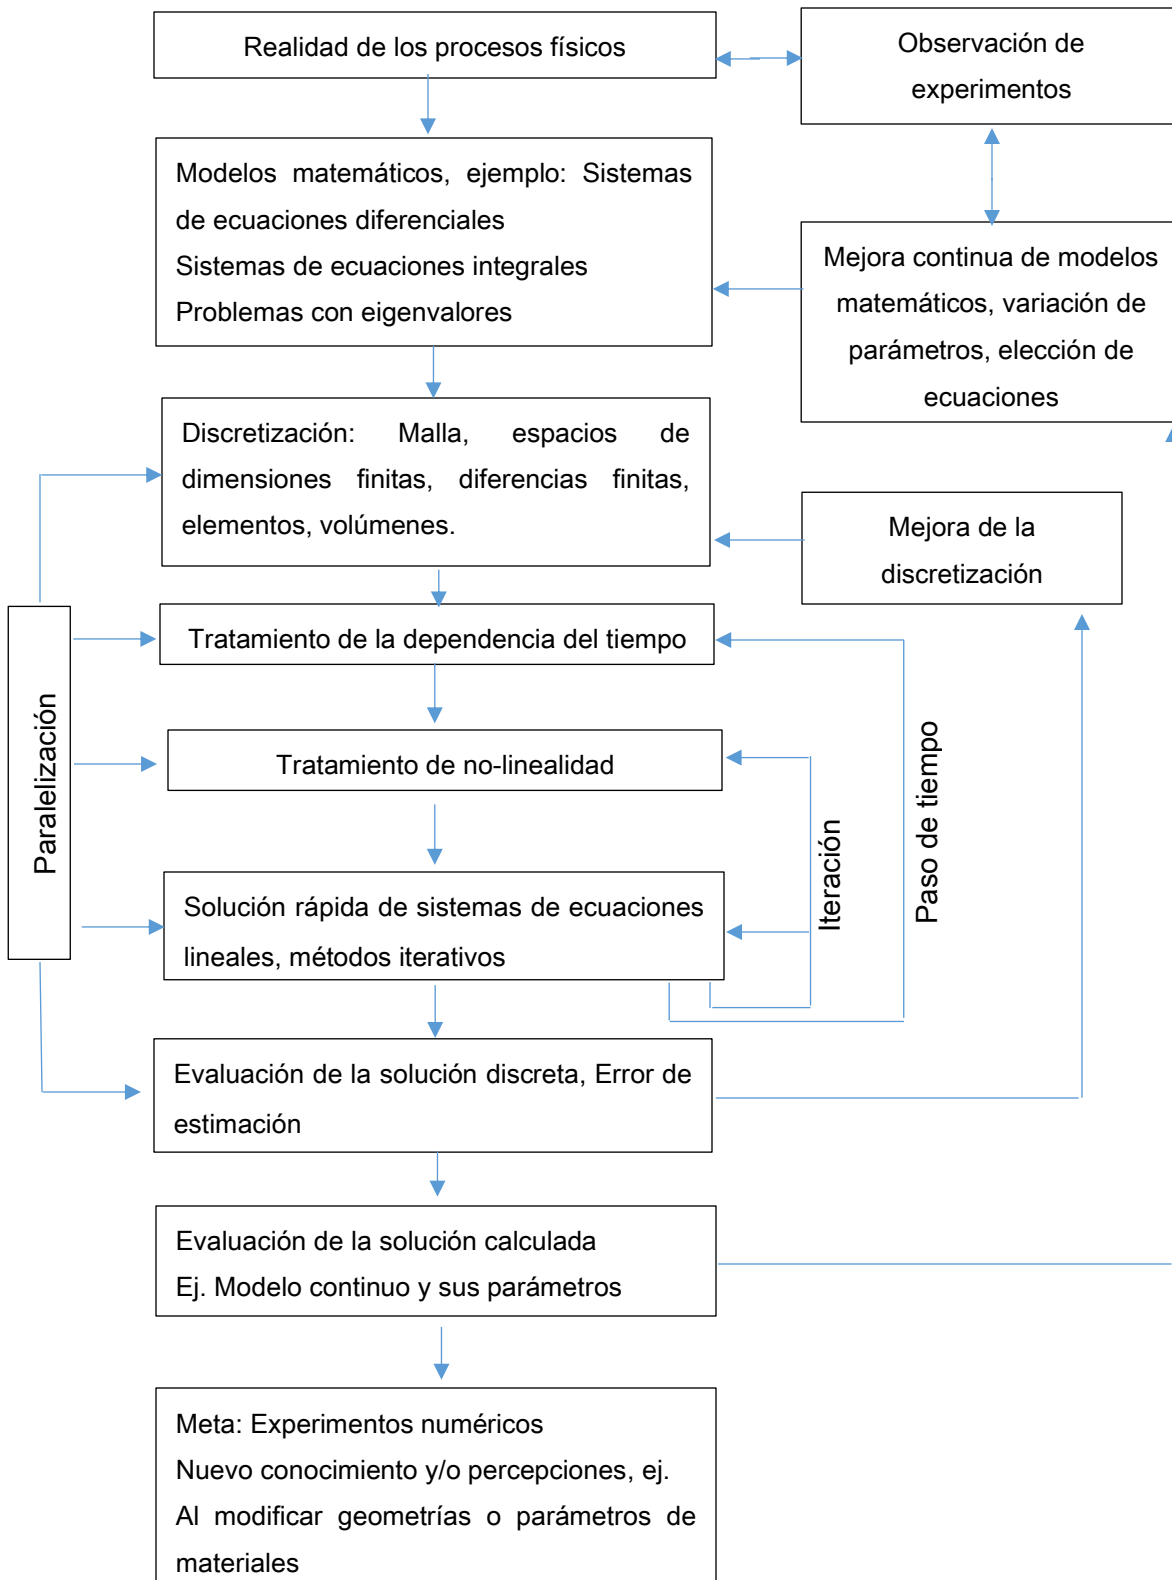 Realidad de los procesos físicos
Observación de
experimentos
Modelos matemáticos, ejemplo: Sistemas
de ecuaciones diferenciales
Sistemas de ecuaciones integrales
Problemas con eigenvalores
Mejora continua de modelos
matemáticos, variación de
parámetros, elección de
ecuaciones
Discretización: Malla, espacios de
dimensiones finitas, diferencias finitas,
elementos, volúmenes.
Mejora de la
discretización
Tratamiento de la dependencia del tiempo
Paralelización
Tratamiento de no-linealidad
Iteración
Paso de tiempo
Solución rápida de sistemas de ecuaciones
lineales, métodos iterativos
Evaluación de la solución discreta, Error de
estimación
Evaluación de la solución calculada
Ej. Modelo continuo y sus parámetros
Meta: Experimentos numéricos
Nuevo conocimiento y/o percepciones, ej.
Al modificar geometrías o parámetros de
materiales